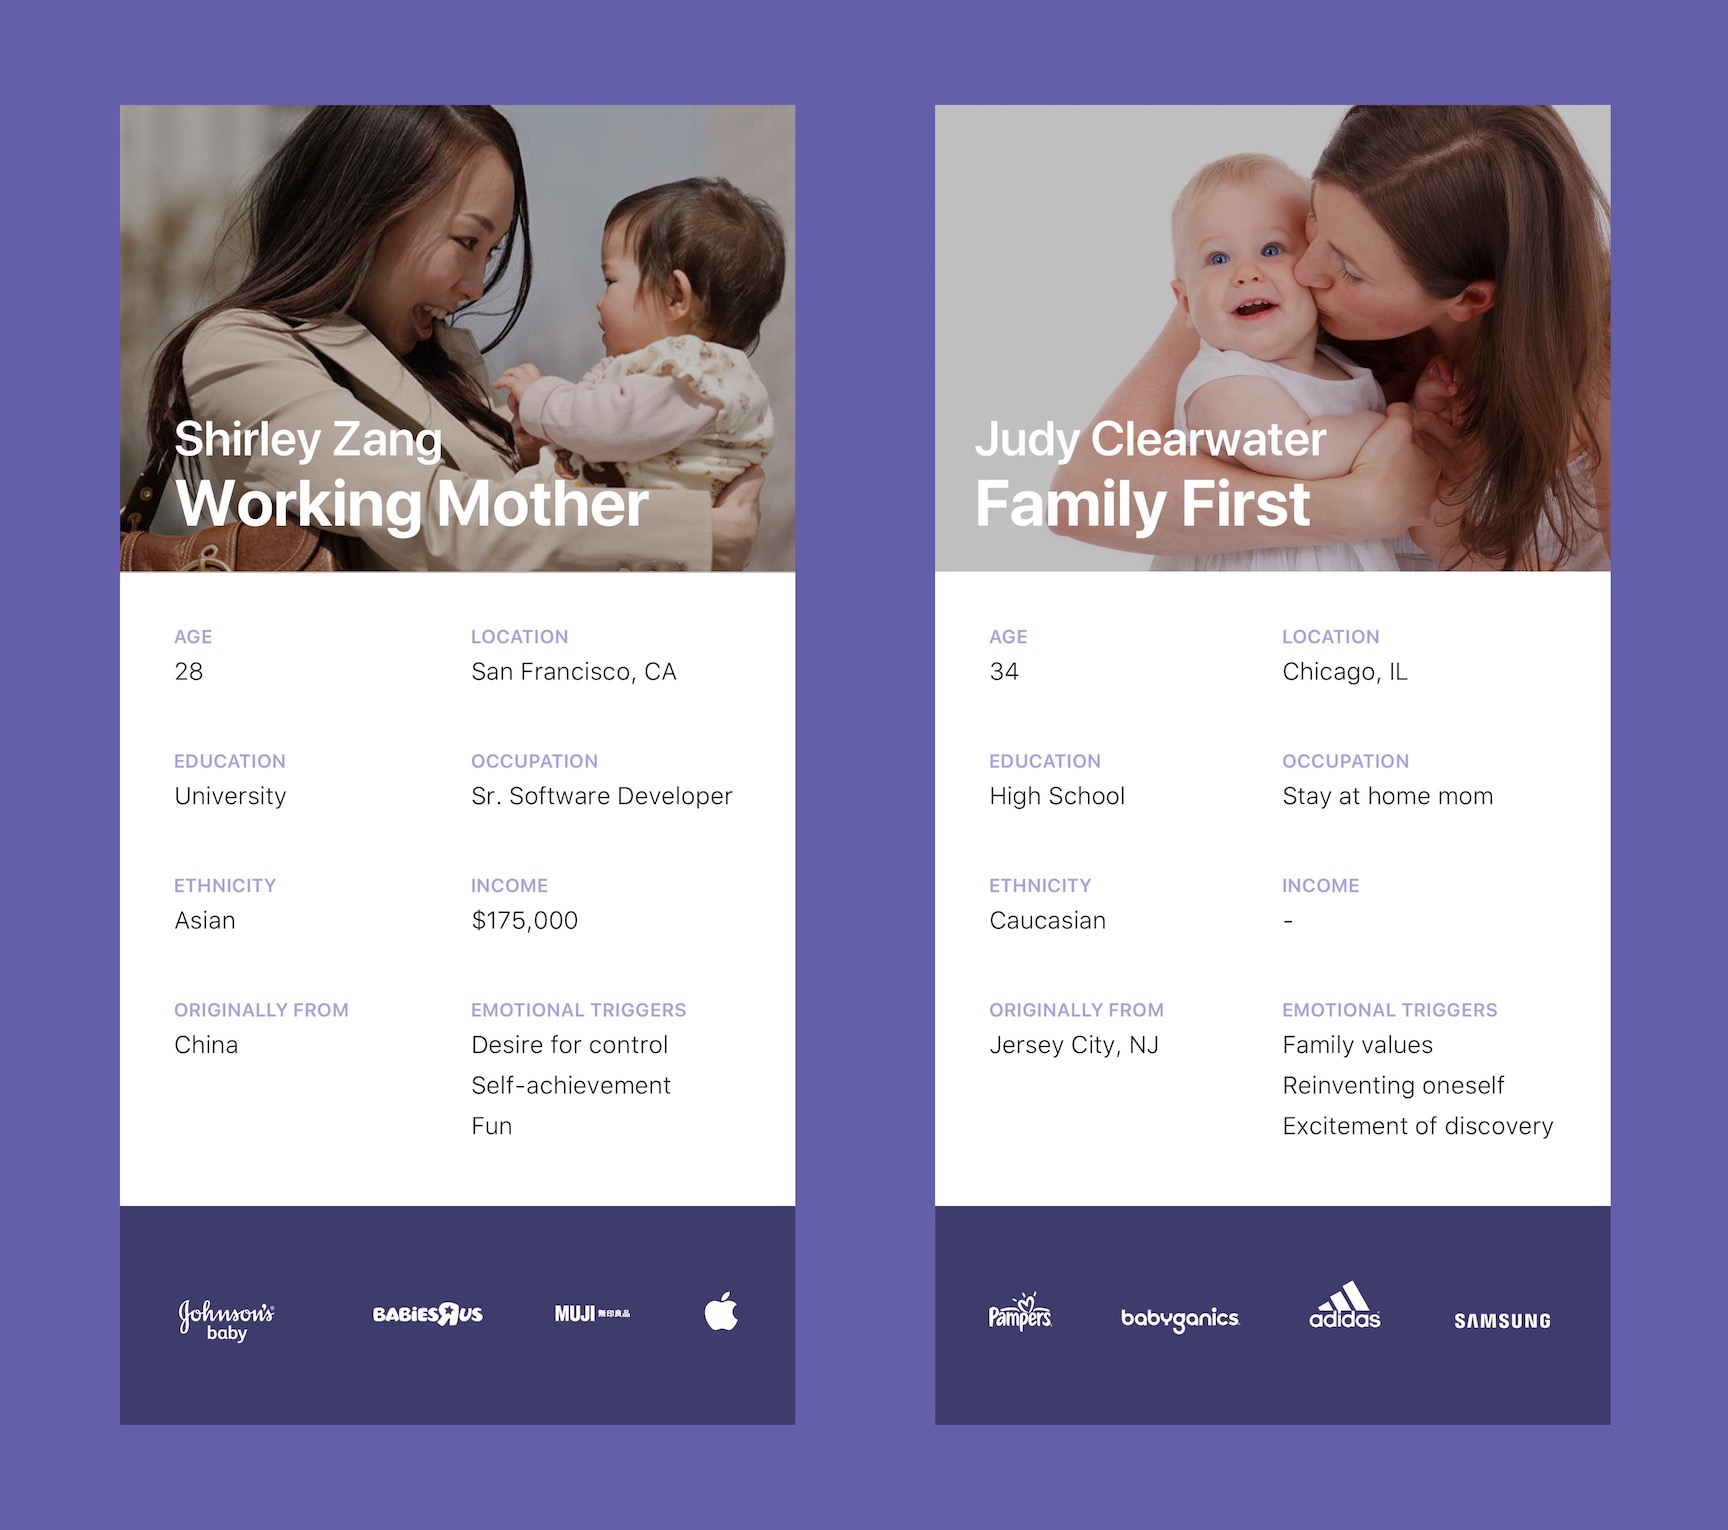 Shirley Zang
Working Mother
AGE
28
LOCATION
San Francisco, CA
EDUCATION
University
OCCUPATION
Sr. Software Developer
ETHNICITY
Asian
INCOME
$175,000
ORIGINALLY FROM
China
EMOTIONAL TRIGGERS
Desire for control
Self-achievement
Fun
Johnson's
baby
BABiESRUS
MUJI 無印良品
Judy Clearwater
Family First
AGE
34
LOCATION
Chicago, IL
EDUCATION
High School
OCCUPATION
Stay at home mom
ETHNICITY
Caucasian
INCOME
-
ORIGINALLY FROM
Jersey City, NJ
EMOTIONAL TRIGGERS
Family values
Reinventing oneself
Excitement of discovery
Pampers
babyganics
adidas
SAMSUNG